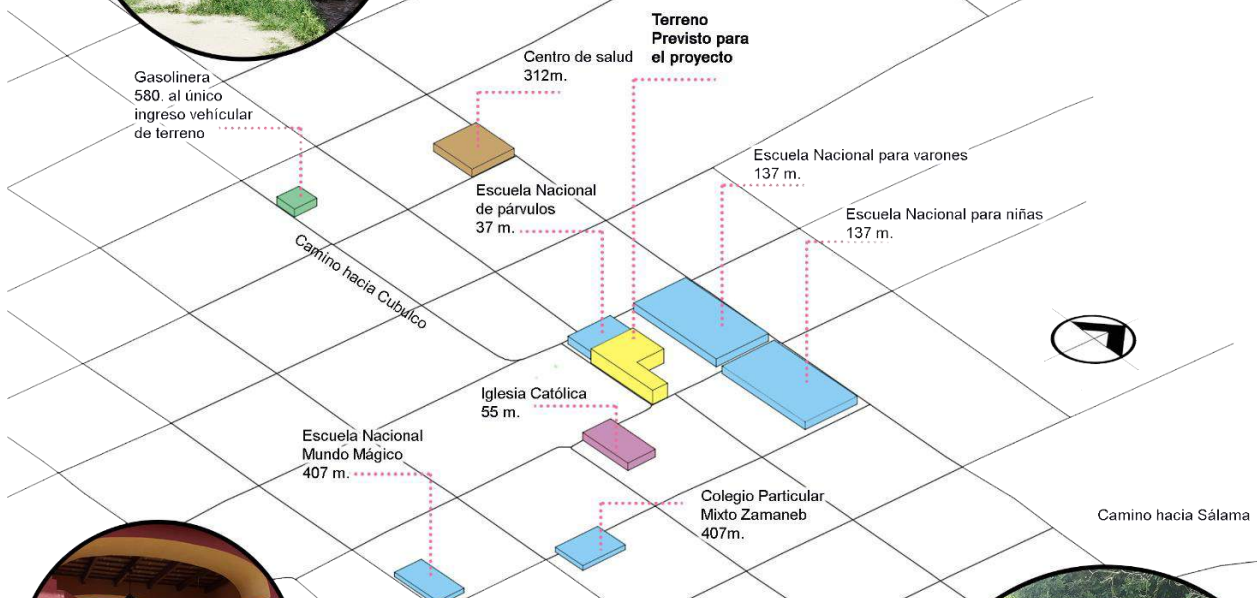 Terreno
Previsto para
el proyecto
Centro de salud
312m.
Gasolinera
580. al único
ingreso vehícular
de terreno
Escuela Nacional para varones
137 m.
Escuela Nacional
de párvulos
37 m.
Escuela Nacional para niñas
137 m.
Camino hacia Cubulco
Iglesia Católica
55 m.
Escuela Nacional
Mundo Mágico
407 m.
Colegio Particular
Mixto Zamaneb
407m.
Camino hacia Sálama